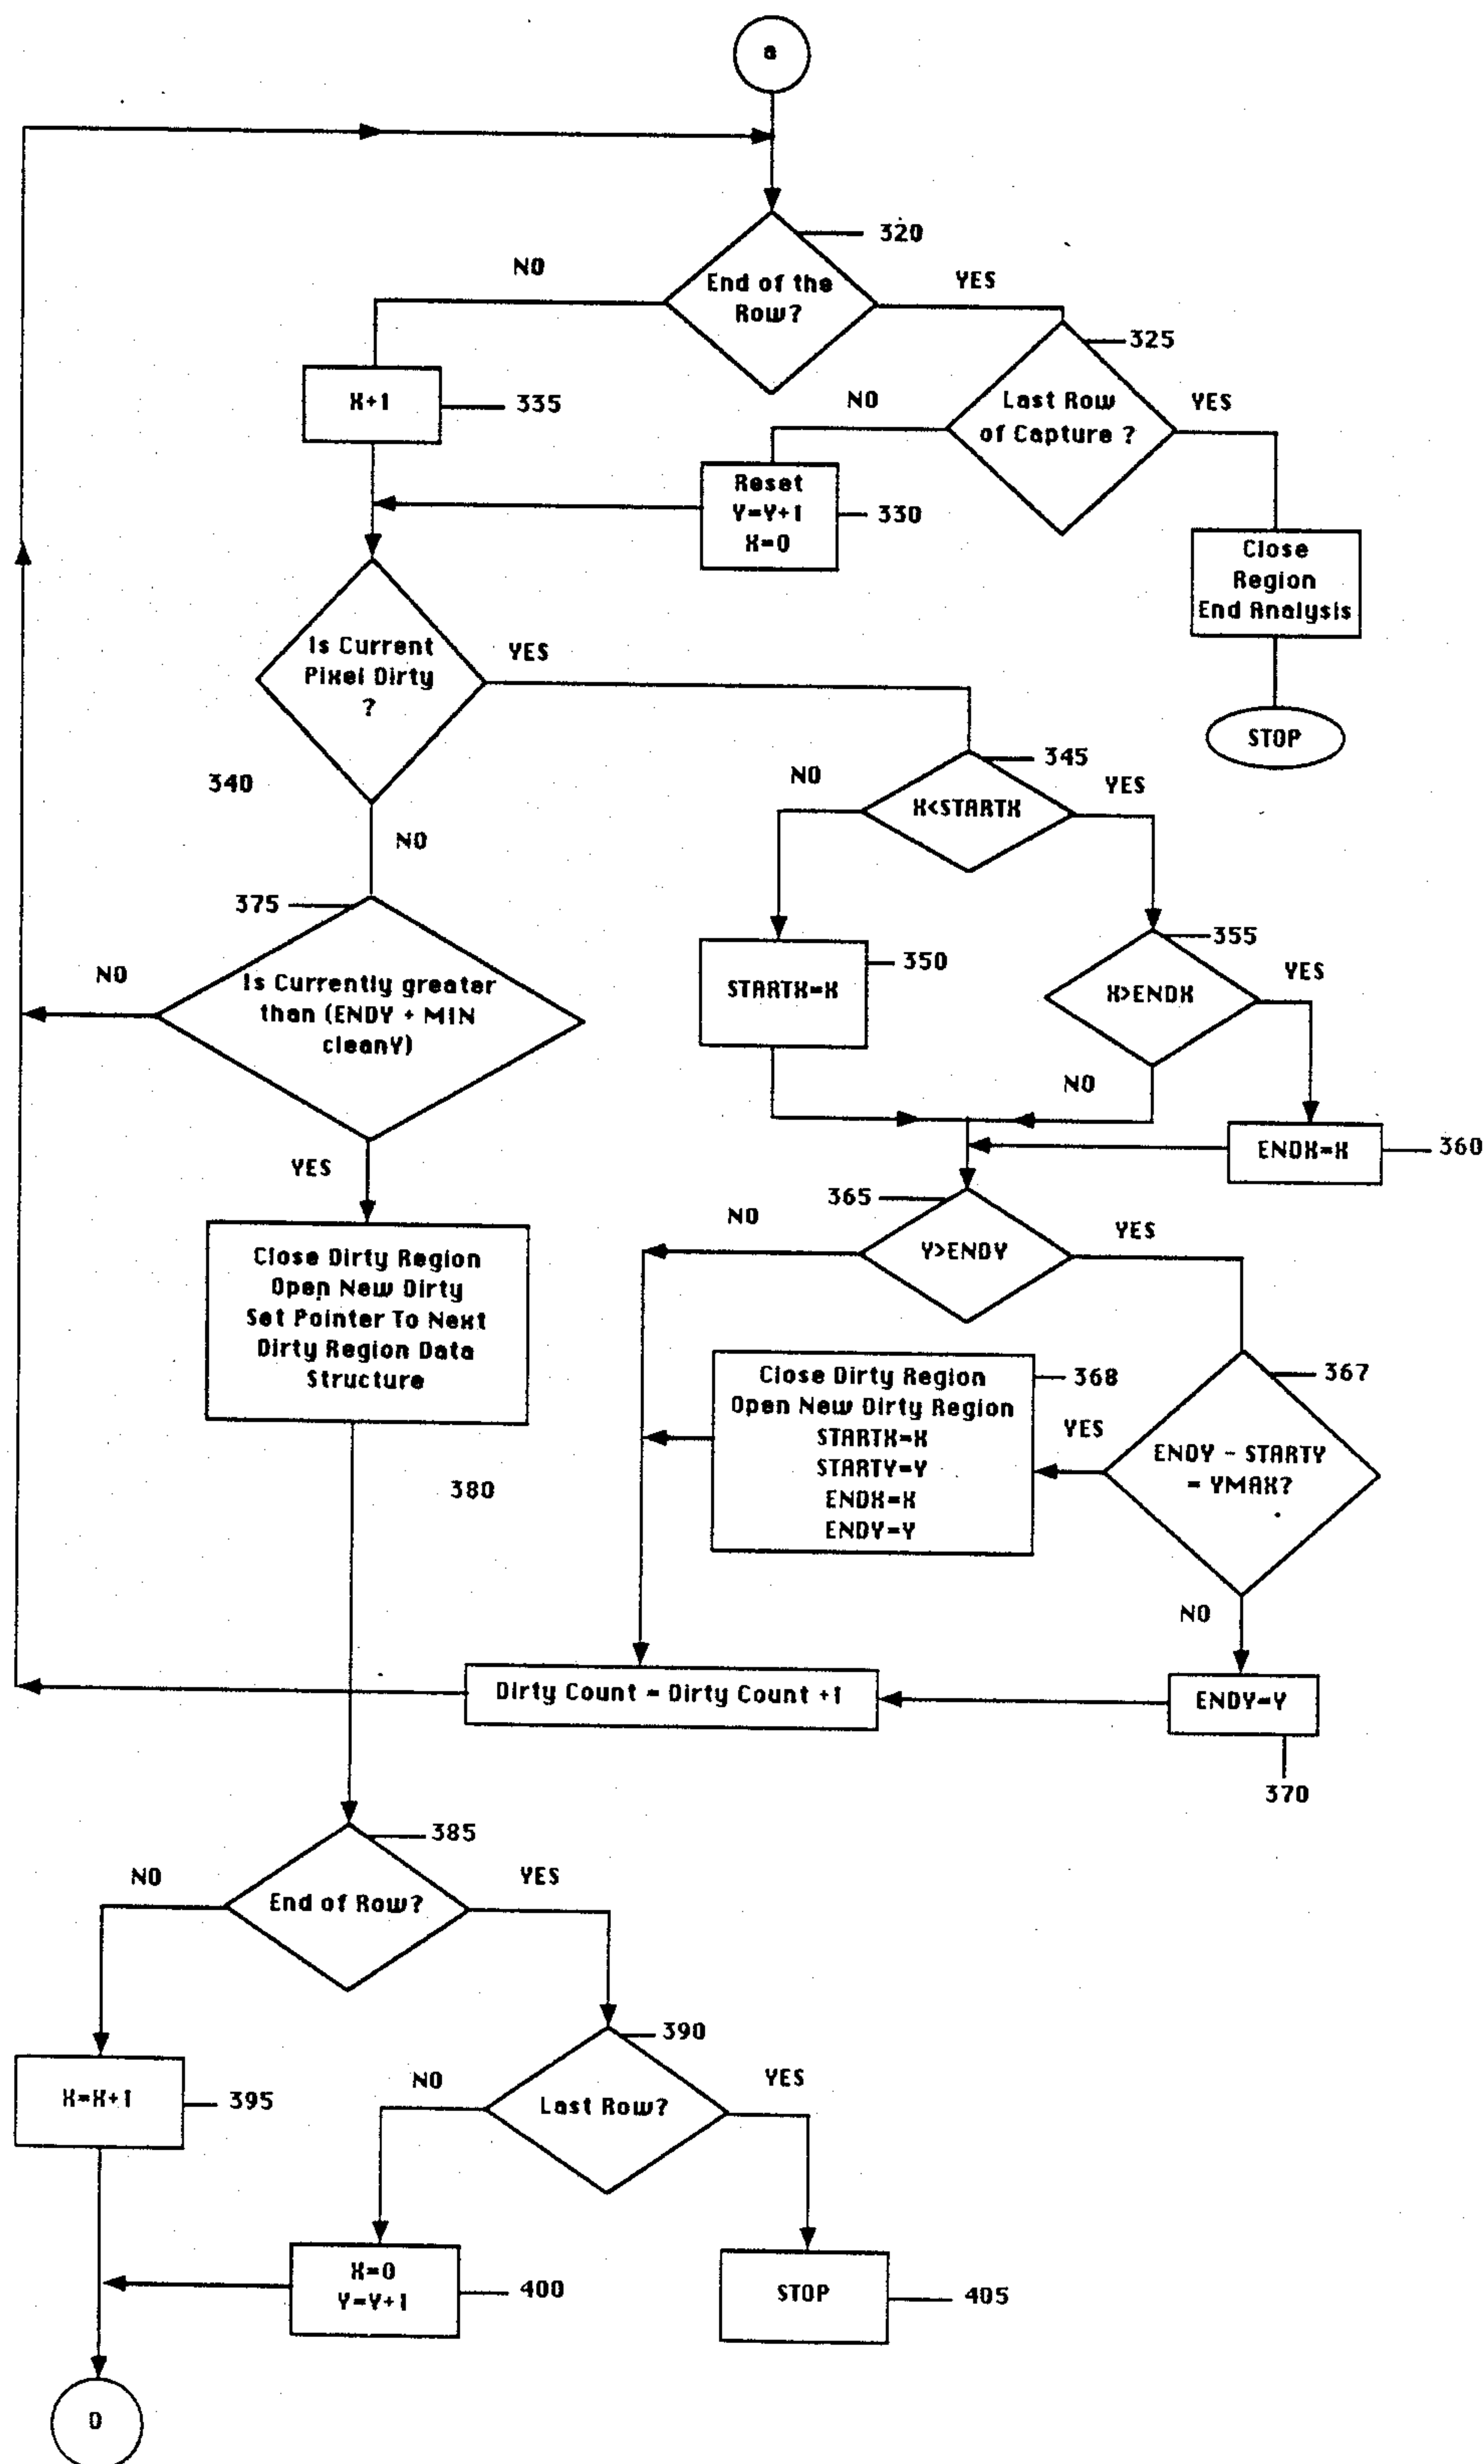 a
320
NO
End of the
Row?
YES
325
X+1
335
NO
Last Row
of Capture ?
YES
Reset
Y=Y+1
X=0
330
Close
Region
End Analysis
Is Current
Pixel Dirty
?
YES
STOP
340
NO
345
NO
X<STARTX
YES
375
NO
Is Currently greater
than (ENDY + MIN
cleanY)
STARTX=X
350
355
X>ENDX
YES
NO
ENDX=X
360
YES
365
NO
Y>ENDY
YES
Close Dirty Region
Open New Dirty
Set Pointer To Next
Dirty Region Data
Structure
Close Dirty Region
Open New Dirty Region
STARTX=X
STARTY=Y
ENDX=X
ENDY=Y
368
YES
367
ENDY - STARTY
= YMAX?
380
NO
Dirty Count = Dirty Count +1
ENDY=Y
370
385
NO
End of Row?
YES
390
X=X+1
395
NO
Last Row?
YES
X=0
Y=Y+1
400
STOP
405
D